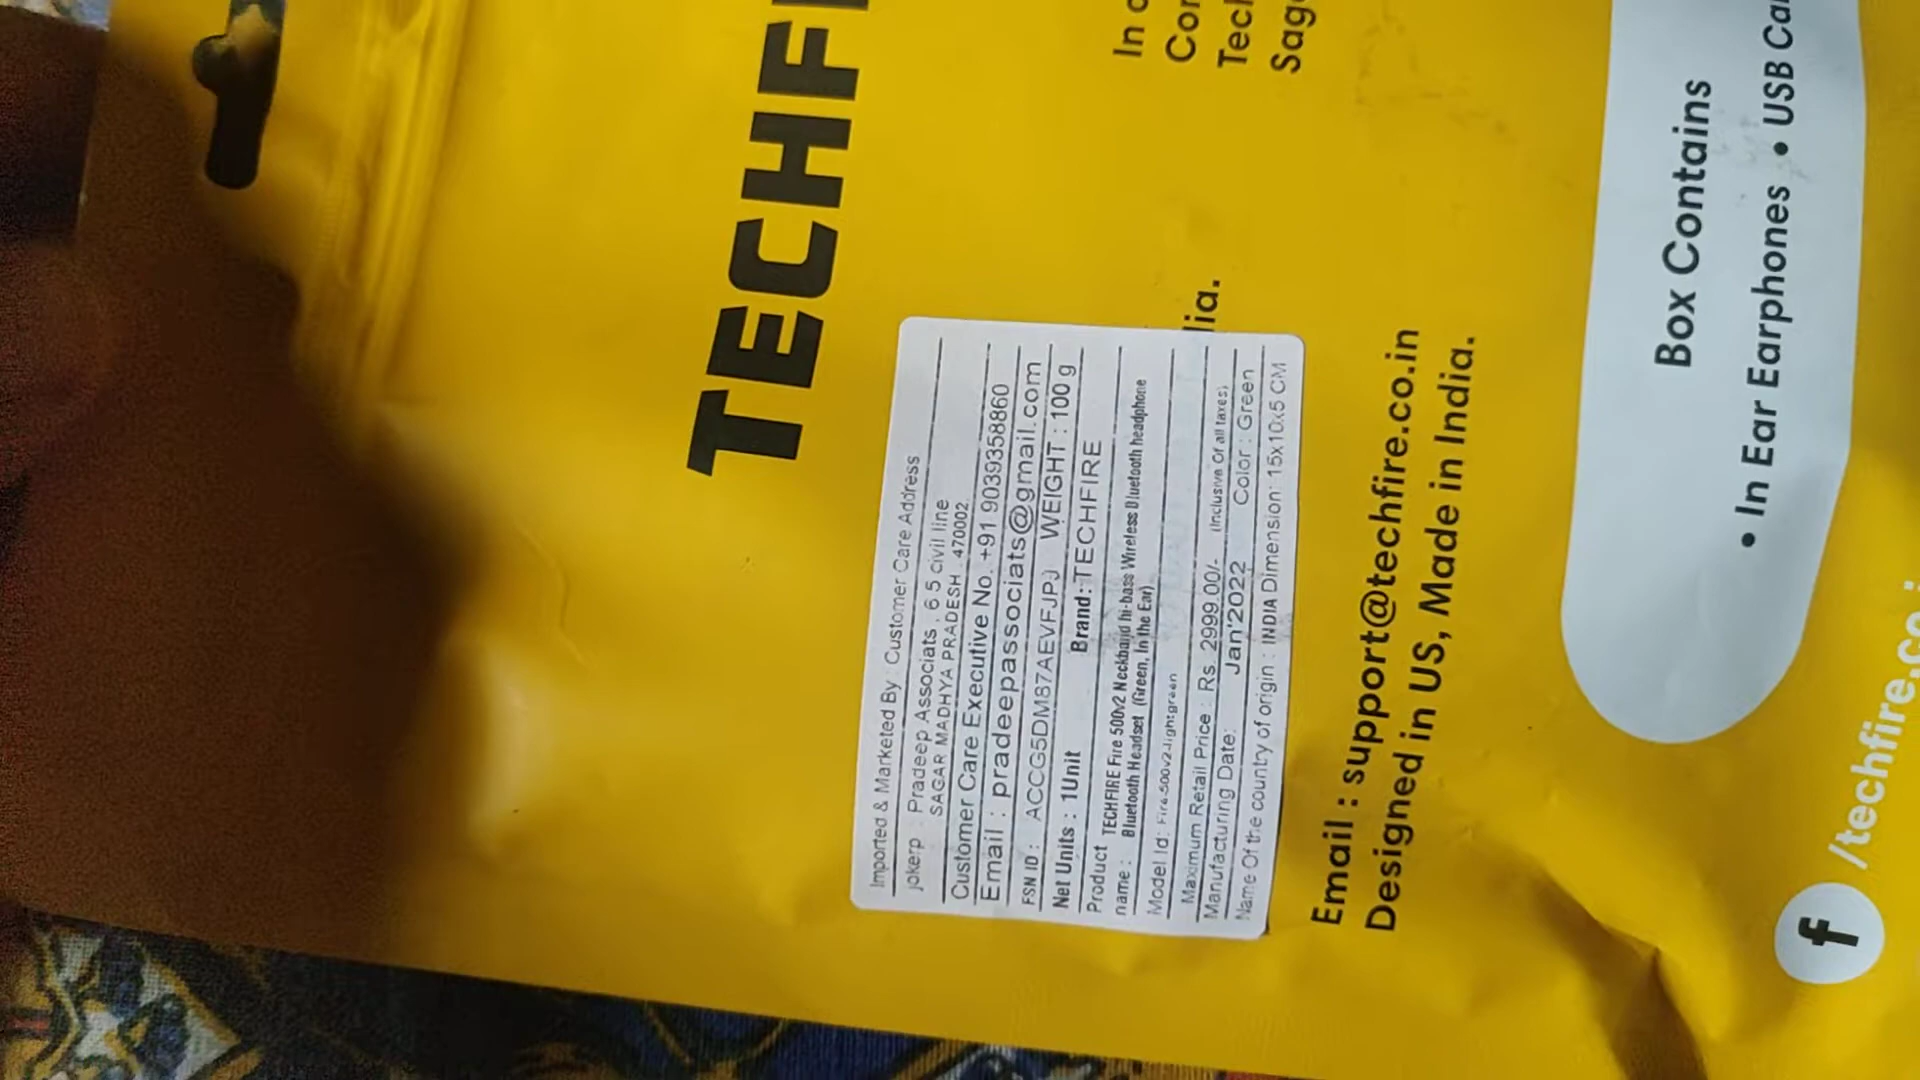 TECHF
In c
Con
Tech
Saga
lia.
Imported & Marketed By : Customer Care Address
jokerp : Pradeep Associats , 6 5 civil line
SAGAR MADHYA PRADESH . 470002
Customer Care Executive No. +91 9039358860
Email : pradeepassociats@gmail.com
FSN ID : ACCG5DM87AEVFJPJ WEIGHT : 100 g
Net Units : 1Unit Brand: TECHFIRE
Product name : TECHFIRE Fire 500v2 Neckband hi-bass Wireless Bluetooth headphone
Bluetooth Headset (Green, In the Ear)
Model Id: Fire-500v2-lightgreen
Maximum Retail Price : Rs. 2999.00/- (Inclusive Of all taxes)
Manufacturing Date: Jan'2022 Color : Green
Name Of the country of origin : INDIA Dimension: 15x10x5 CM
Email : support@techfire.co.in
Designed in US, Made in India.
Box Contains
• In Ear Earphones • USB Ca
/techfire.co.i